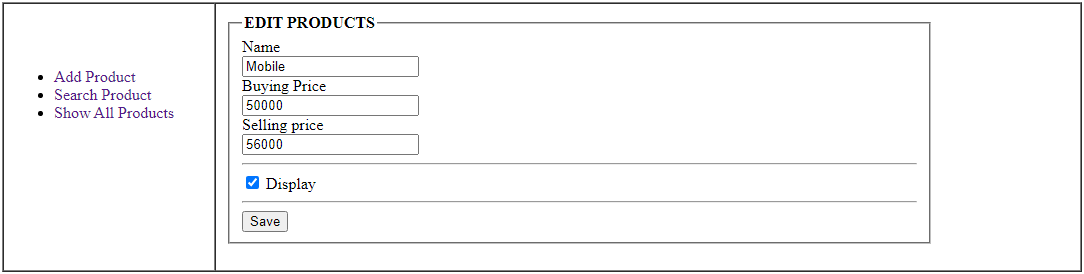 Add Product
Search Product
Show All Products
EDIT PRODUCTS
Name
Mobile
Buying Price
50000
Selling price
56000
Display
Save